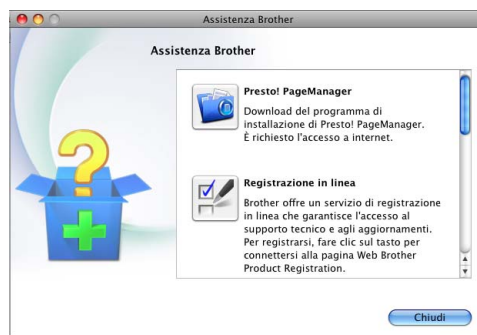 Assistenza Brother
Assistenza Brother
Presto! PageManager
Download del programma di
installazione di Presto! PageManager.
È richiesto l'accesso a internet.
Registrazione in linea
Brother offre un servizio di registrazione
in linea che garantisce l'accesso al
supporto tecnico e agli aggiornamenti.
Per registrarsi, fare clic sul tasto per
connettersi alla pagina Web Brother
Product Registration.
Chiudi